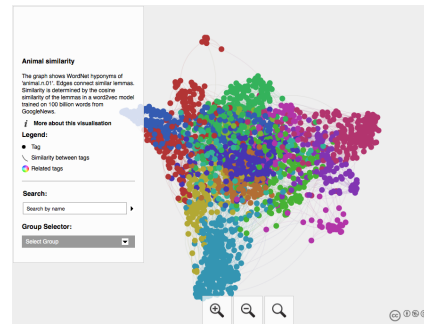 Animal similarity
The graph shows WordNet hyponyms of
'animal.n.01'. Edges connect similar lemmas.
Similarity is determined by the cosine
similarity of the lemmas in a word2vec model
trained on 100 billion words from
GoogleNews.
i More about this visualisation
Legend:
Tag
Similarity between tags
Related tags
Search:
Search by name
Group Selector:
Select Group
cc